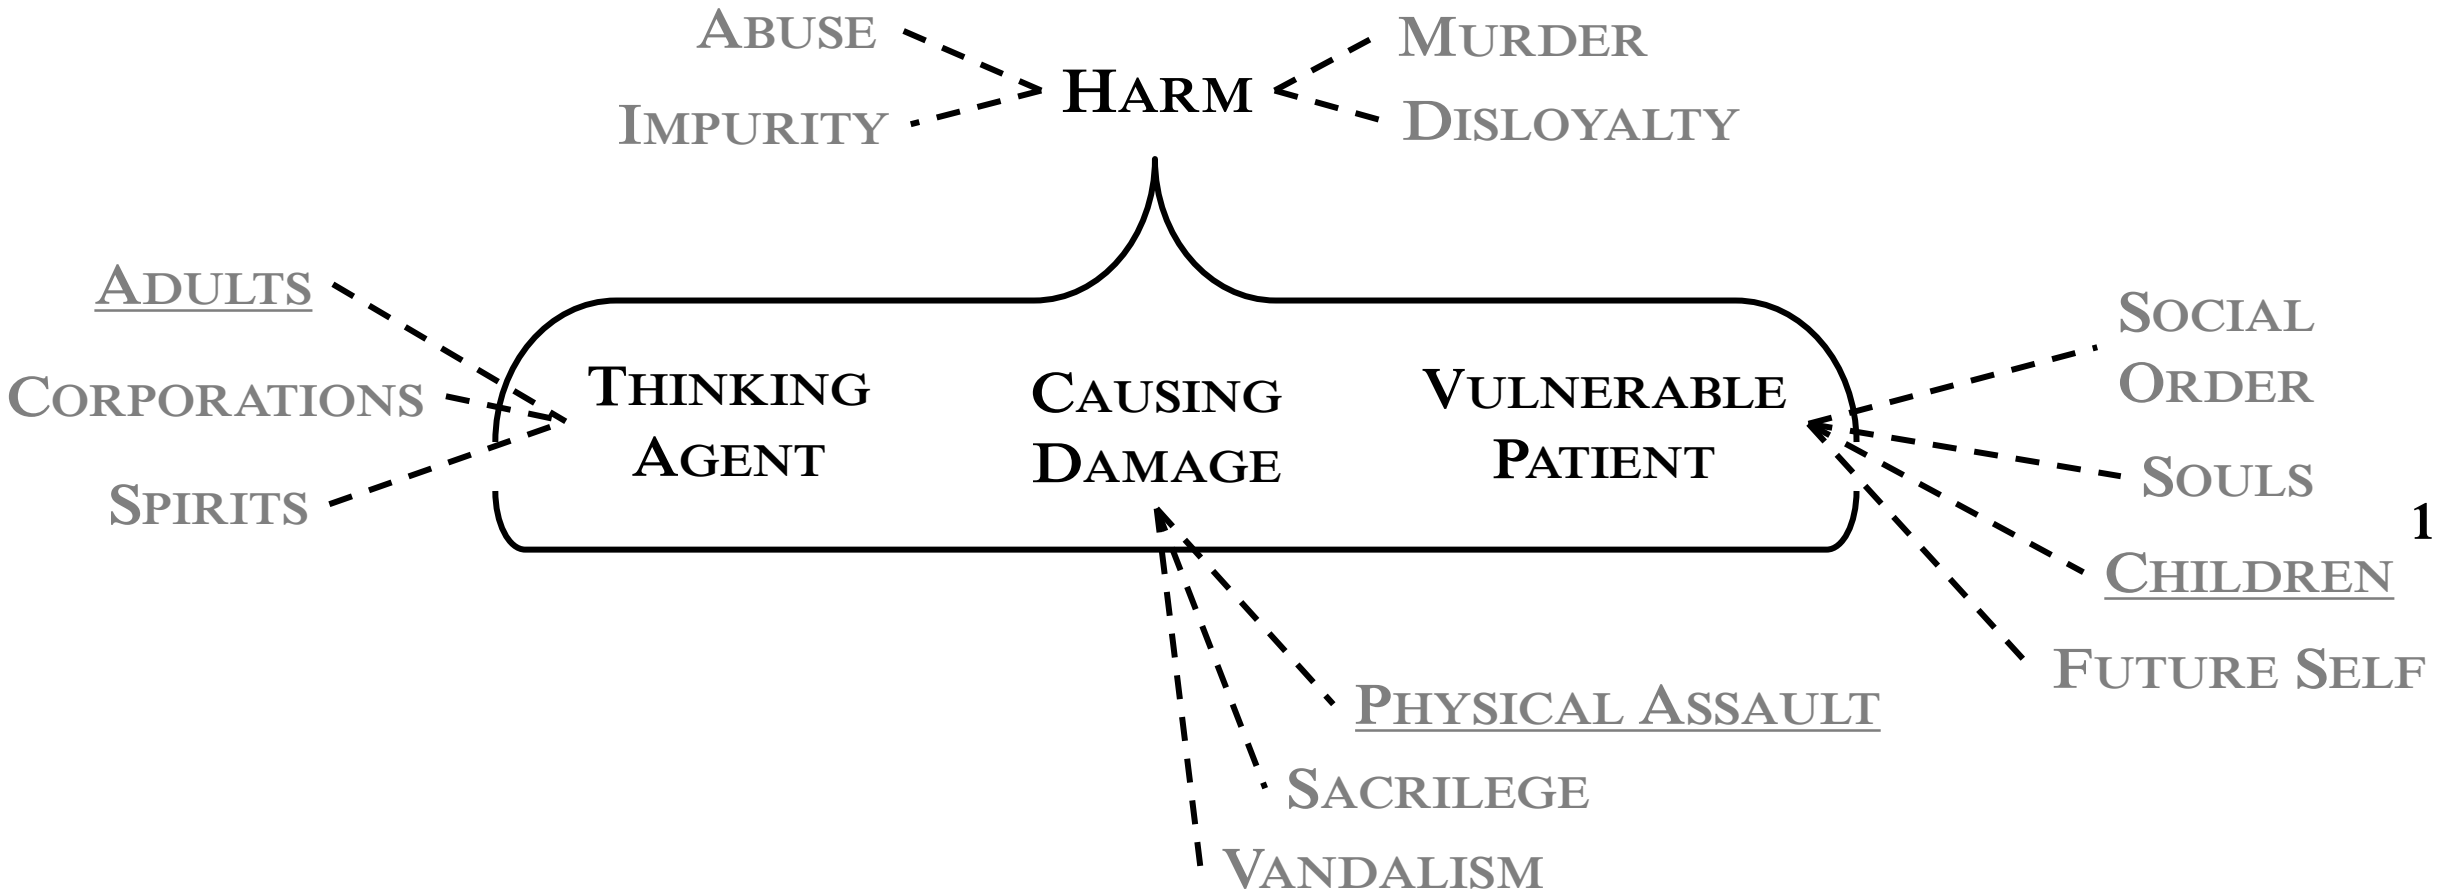 ABUSE
MURDER
HARM
IMPURITY
DISLOYALTY
ADULTS
CORPORATIONS
SPIRITS
THINKING
AGENT
CAUSING
DAMAGE
VULNERABLE
PATIENT
SOCIAL
ORDER
SOULS
1
CHILDREN
FUTURE SELF
PHYSICAL ASSAULT
SACRILEGE
VANDALISM